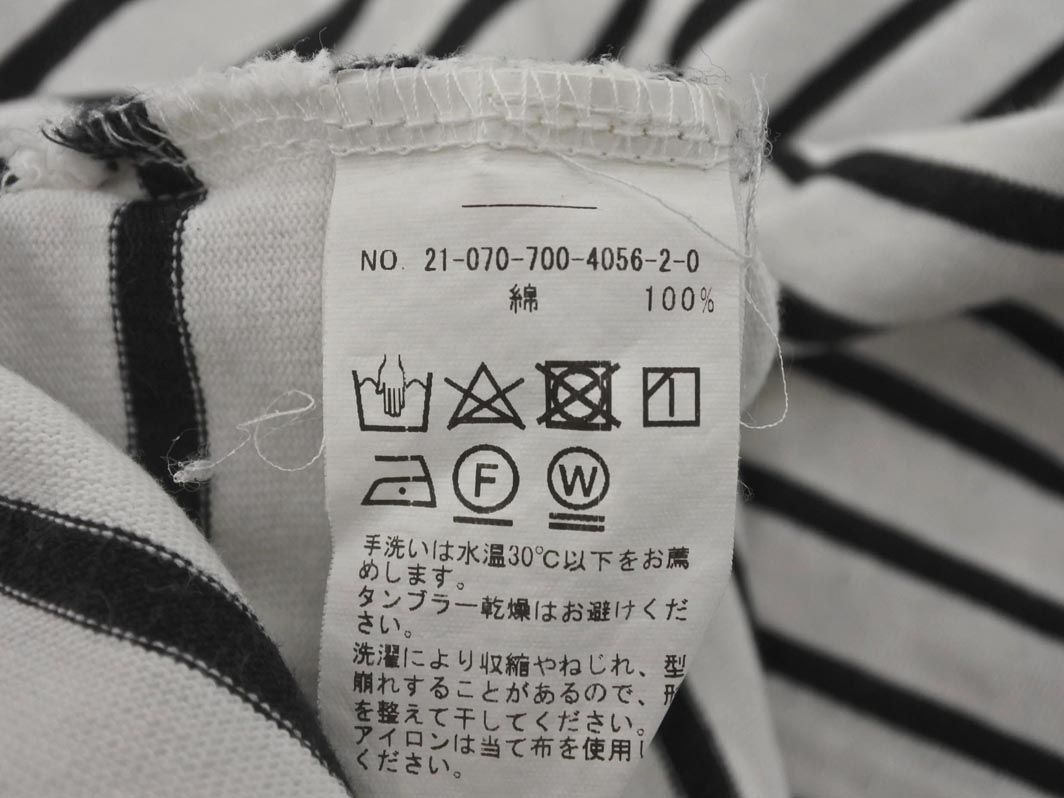 NO. 21-070-700-4056-2-0
綿 100%
F W
手洗いは水温30℃以下をお薦
めします。
タンブラー乾燥はお避けくだ
さい。
洗濯により収縮やねじれ、型
崩れすることがあるので、形
を整えて干してください。
アイロンは当て布を使用し
ください。